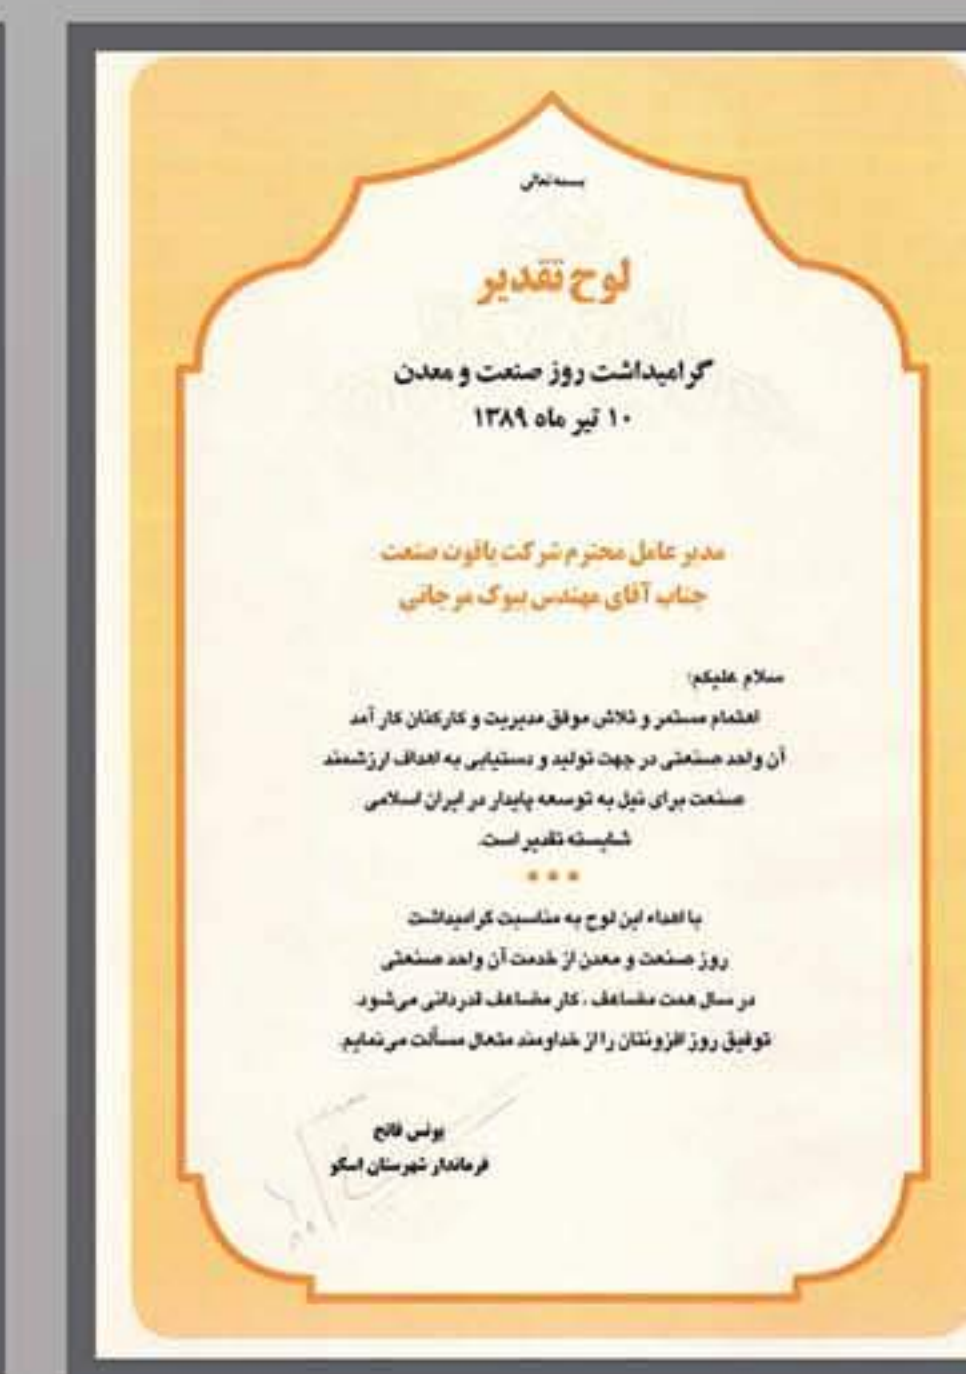 بسمه تعالی
لوح تقدیر
گرامیداشت روز صنعت و معدن
۱۰ تیر ماه ۱۳۸۹
مدیر عامل محترم شرکت یاقوت صنعت
جناب آقای مهندس بیوک مرجانی
سلام علیکم؛
اهتمام مستمر و تلاش موفق مدیریت و کارکنان کار آمد
آن واحد صنعتی در جهت تولید و دستیابی به اهداف ارزشمند
صنعت برای نیل به توسعه پایدار در ایران اسلامی
شایسته تقدیر است.
با اهداء این لوح به مناسبت گرامیداشت
روز صنعت و معدن از خدمت آن واحد صنعتی
در سال همت مضاعف ، کار مضاعف قدردانی می‌شود.
توفیق روز افزونتان را از خداوند متعال مسألت می‌نمایم.
یونس فاتح
فرماندار شهرستان اسکو